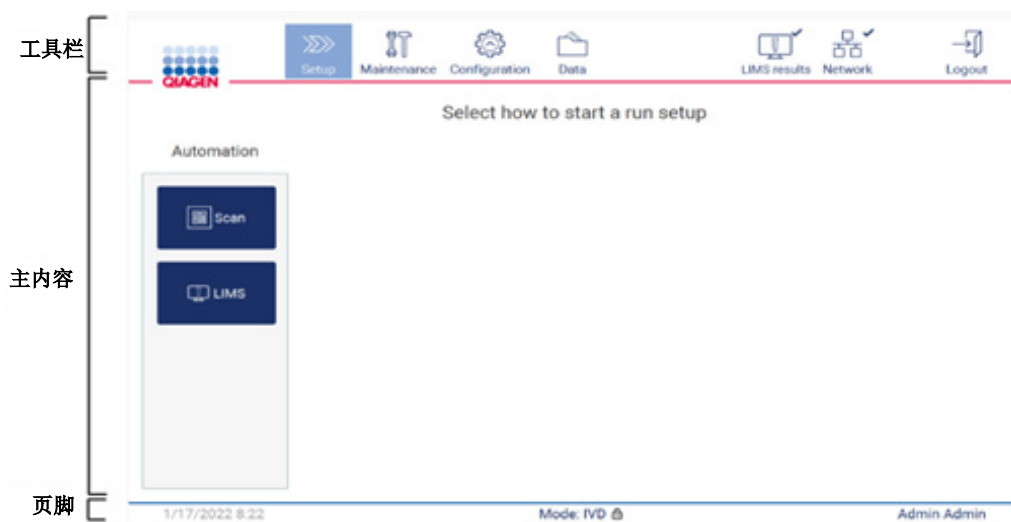 工具栏
QIAGEN
Setup Maintenance Configuration Data LIMS results Network Logout
Select how to start a run setup
Automation
Scan
主内容
LIMS
页脚
1/17/2022 8:22 Mode: IVD Admin Admin